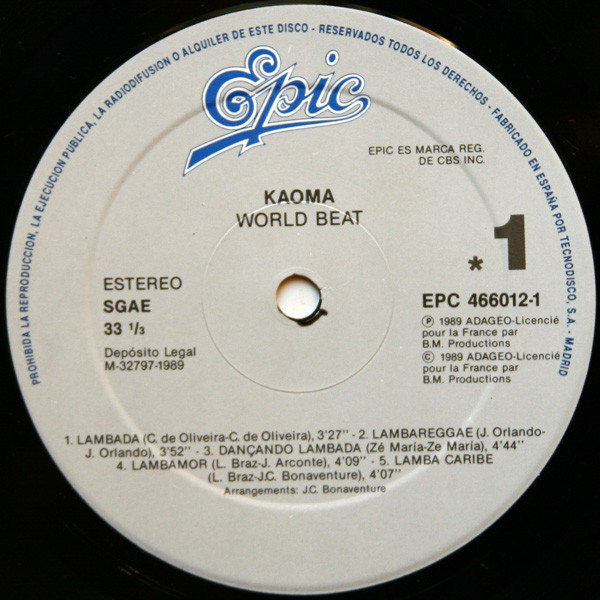 PROHIBIDA LA REPRODUCCION, LA EJECUCION PUBLICA, LA RADIODIFUSION O ALQUILER DE ESTE DISCO - RESERVADOS TODOS LOS DERECHOS - FABRICADO EN ESPAÑA POR TECNODISCO, S.A. - MADRID
Epic
EPIC ES MARCA REG.
DE CBS INC.
KAOMA
WORLD BEAT
* 1
ESTEREO
SGAE
33 1/3
Depósito Legal
M-32797-1989
EPC 466012-1
Ⓟ 1989 ADAGEO-Licencié
pour la France par
B.M. Productions
© 1989 ADAGEO-Licencié
pour la France par
B.M. Productions
1. LAMBADA (C. de Oliveira-C. de Oliveira), 3'27" - 2. LAMBAREGGAE (J. Orlando-
J. Orlando), 3'52" - 3. DANÇANDO LAMBADA (Zé Maria-Ze Maria), 4'44"
4. LAMBAMOR (L. Braz-J. Arconte), 4'09" - 5. LAMBA CARIBE
(L. Braz-J.C. Bonaventure), 4'07"
Arrangements: J.C. Bonaventure